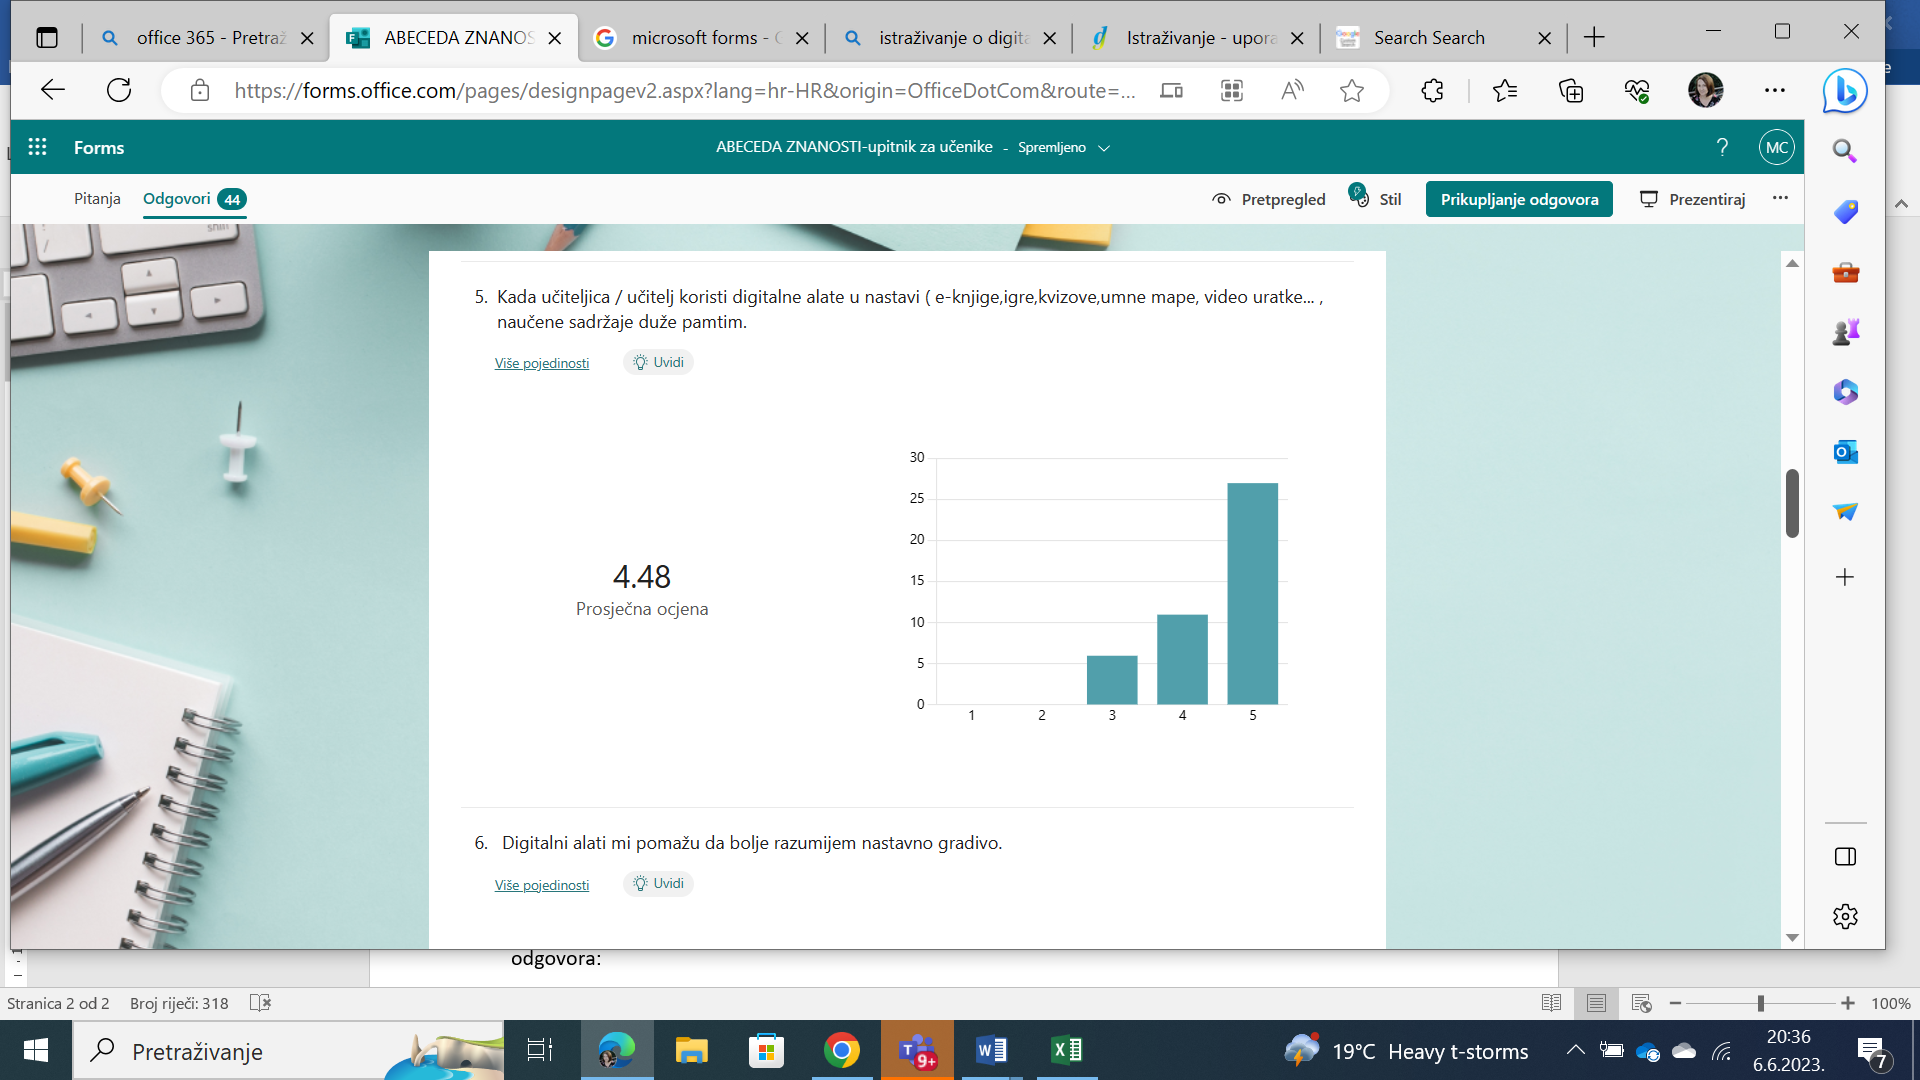 office 365 - Pretraž
ABECEDA ZNANOS
microsoft forms - G
istraživanje o digita
Istraživanje - upora
Search Search
https://forms.office.com/pages/designpagev2.aspx?lang=hr-HR&origin=OfficeDotCom&route=...
Forms
ABECEDA ZNANOSTI-upitnik za učenike - Spremljeno
?
MC
Pitanja
Odgovori 44
Pretpregled
Stil
Prikupljanje odgovora
Prezentiraj
5. Kada učiteljica / učitelj koristi digitalne alate u nastavi ( e-knjige,igre,kvizove,umne mape, video uratke... ,
naučene sadržaje duže pamtim.
Više pojedinosti
Uvidi
4.48
Prosječna ocjena
30
25
20
15
10
5
0
1 2 3 4 5
6. Digitalni alati mi pomažu da bolje razumijem nastavno gradivo.
Više pojedinosti
Uvidi
odgovora:
Stranica 2 od 2
Broj riječi: 318
100%
Pretraživanje
9+
19°C Heavy t-storms
20:36
6.6.2023.
7